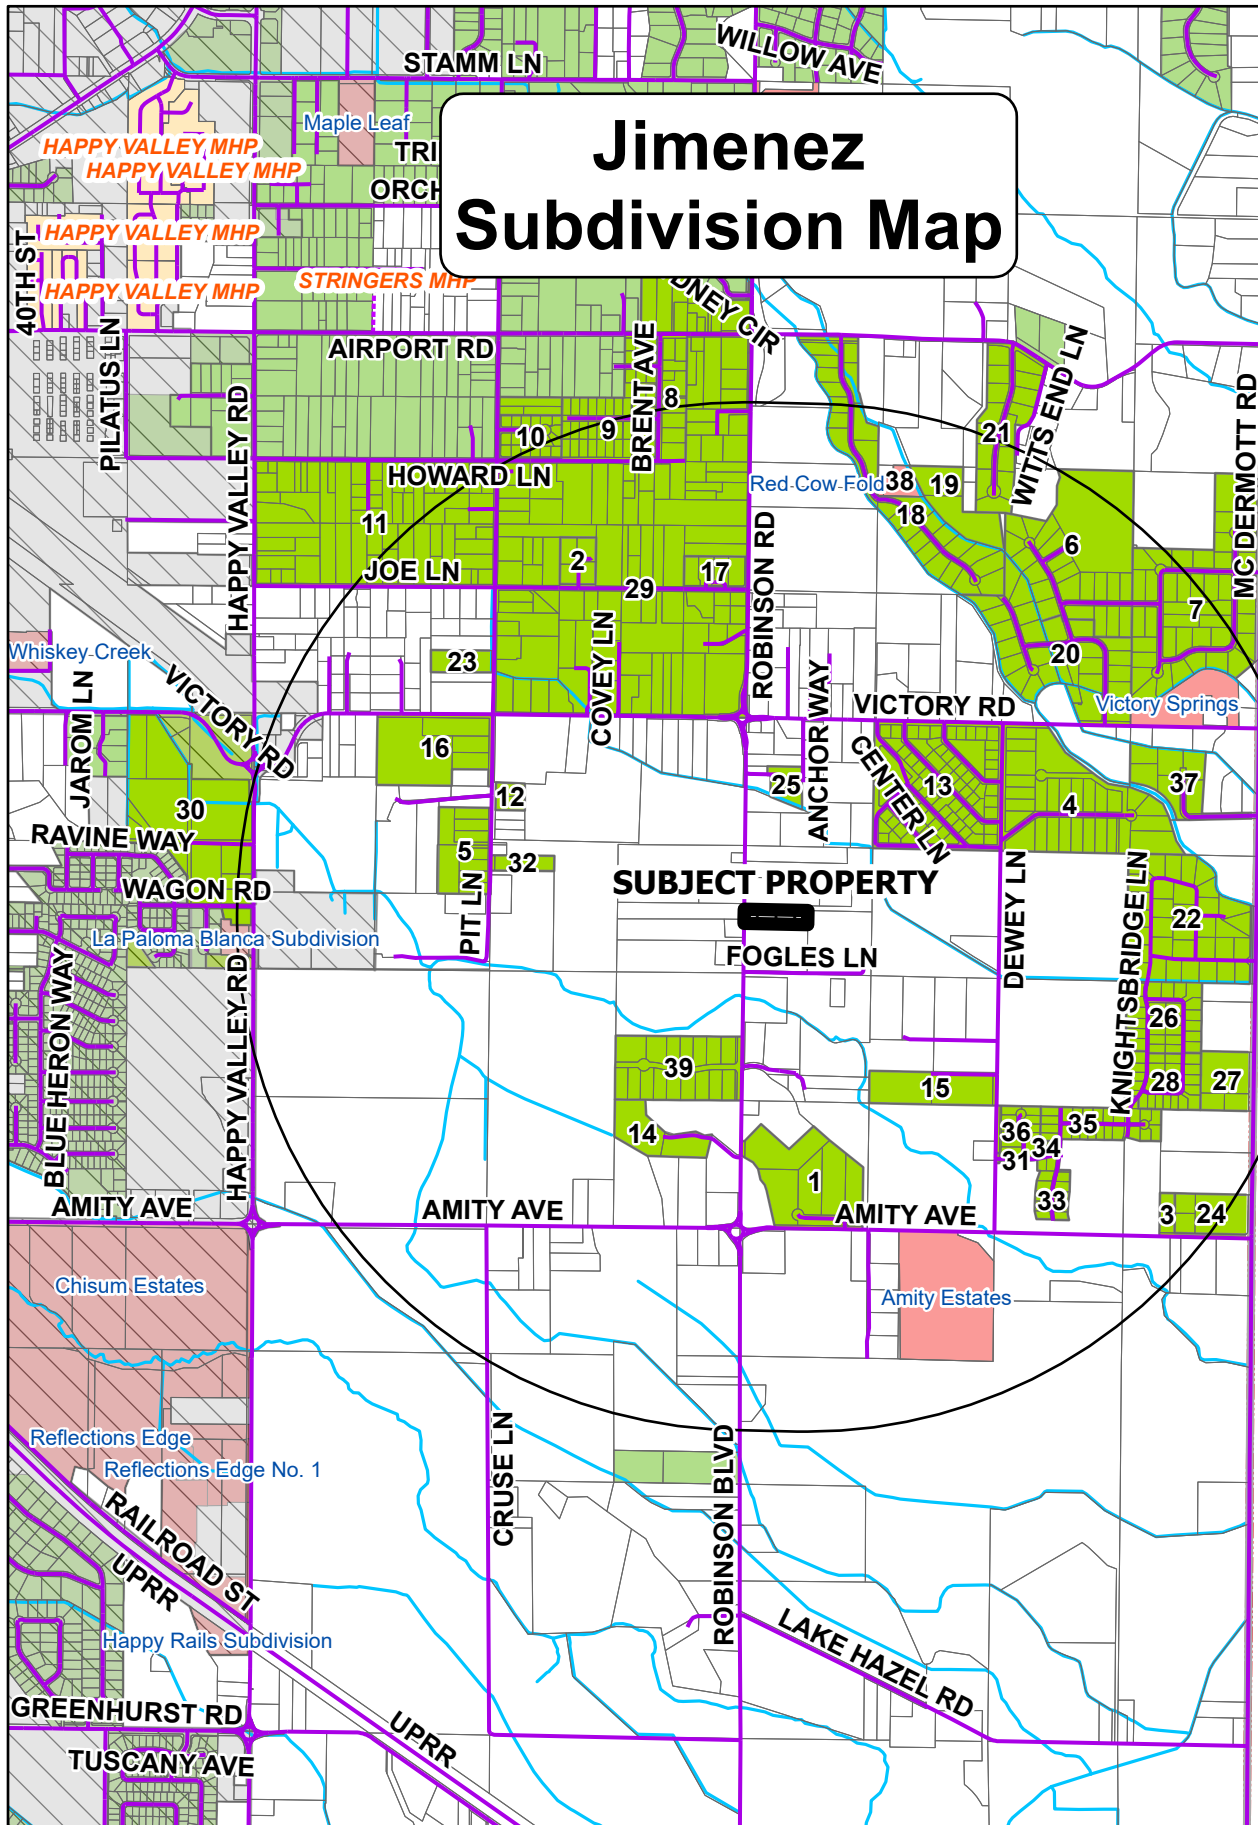 STAMM LN
WILLOW AVE
Maple Leaf
Jimenez
Subdivision Map
HAPPY VALLEY MHP
HAPPY VALLEY MHP
TRI
ORCH
HAPPY VALLEY MHP
40TH ST
HAPPY VALLEY MHP
STRINGERS MHP
DNEY CIR
PILATUS LN
AIRPORT RD
BRENT AVE
WITTS END LN
MC DERMOTT RD
HAPPY VALLEY RD
8
10
9
21
HOWARD LN
Red Cow Fold
38
19
11
18
ROBINSON RD
6
JOE LN
2
17
29
7
Whiskey Creek
23
COVEY LN
20
JAROM LN
VICTORY RD
ANCHOR WAY
VICTORY RD
Victory Springs
16
CENTER LN
25
13
37
30
12
4
RAVINE WAY
5
32
WAGON RD
SUBJECT PROPERTY
PIT LN
DEWEY LN
KNIGHTSBRIDGE LN
22
La Paloma Blanca Subdivision
FOGLES LN
BLUE HERON WAY
HAPPY VALLEY RD
26
39
15
28
27
14
36
35
34
31
1
33
3
24
HAPPY VALLEY RD
AMITY AVE
AMITY AVE
AMITY AVE
Chisum Estates
Amity Estates
Reflections Edge
Reflections Edge No. 1
CRUSE LN
ROBINSON BLVD
RAILROAD ST
UPRR
Happy Rails Subdivision
LAKE HAZEL RD
GREENHURST RD
UPRR
TUSCANY AVE